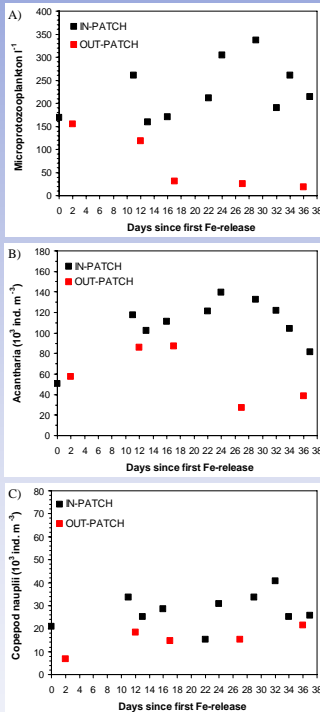 A)
IN-PATCH
OUT-PATCH
Microprotozooplankton l-1
400
350
300
250
200
150
100
50
0
0 2 4 6 8 10 12 14 16 18 20 22 24 26 28 30 32 34 36 38
Days since first Fe-release
B)
IN-PATCH
OUT-PATCH
Acantharia (10³ ind. m-3)
180
160
140
120
100
80
60
40
20
0
0 2 4 6 8 10 12 14 16 18 20 22 24 26 28 30 32 34 36 38
Days since first Fe-release
C)
IN-PATCH
OUT-PATCH
Copepod nauplii (10³ ind. m-3)
80
70
60
50
40
30
20
10
0
0 2 4 6 8 10 12 14 16 18 20 22 24 26 28 30 32 34 36 38
Days since first Fe-release